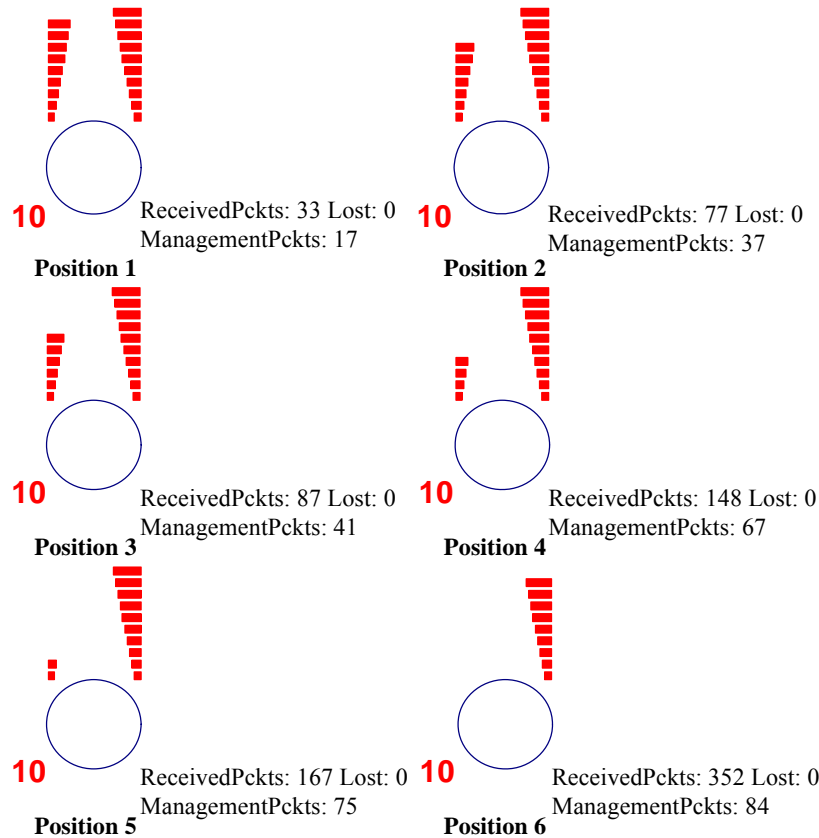 10
ReceivedPckts: 33 Lost: 0
ManagementPckts: 17
Position 1
10
ReceivedPckts: 77 Lost: 0
ManagementPckts: 37
Position 2
10
ReceivedPckts: 87 Lost: 0
ManagementPckts: 41
Position 3
10
ReceivedPckts: 148 Lost: 0
ManagementPckts: 67
Position 4
10
ReceivedPckts: 167 Lost: 0
ManagementPckts: 75
Position 5
10
ReceivedPckts: 352 Lost: 0
ManagementPckts: 84
Position 6